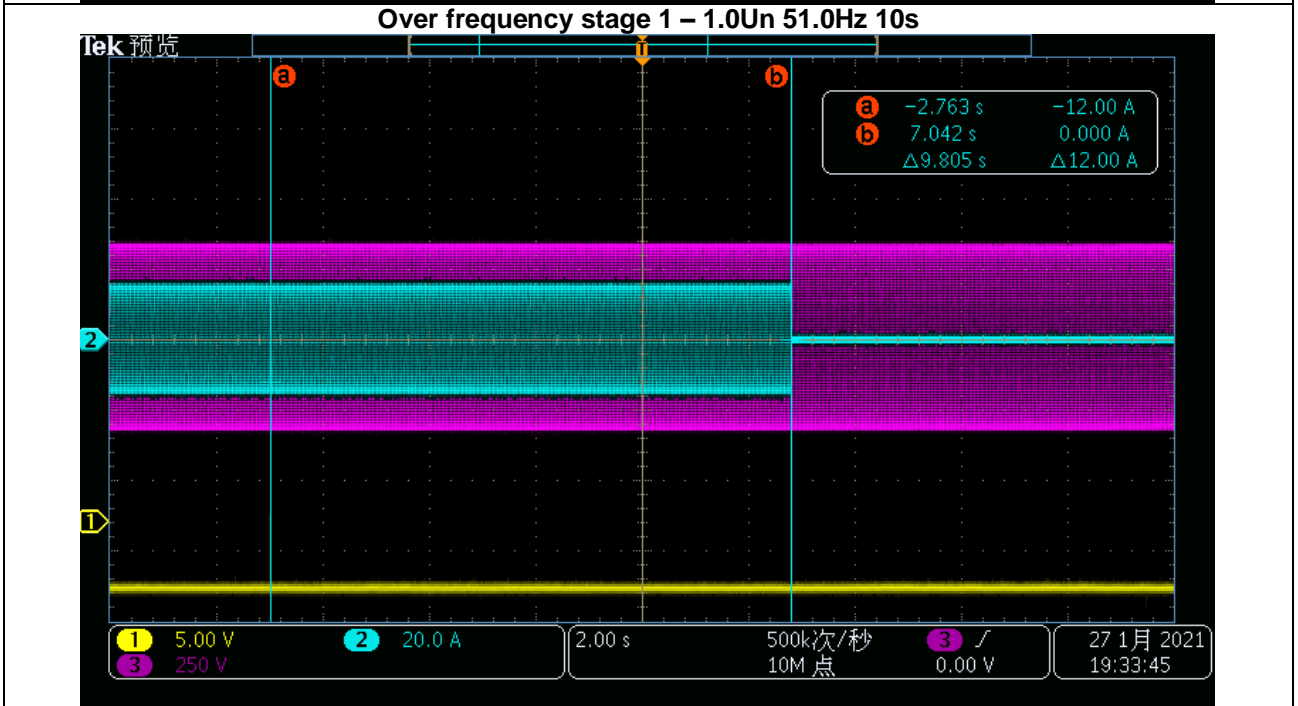 Over frequency stage 1 – 1.0Un 51.0Hz 10s
Tek 预览
T
a b
a -2.763 s -12.00 A
b 7.042 s 0.000 A
△9.805 s △12.00 A
2
1
1 5.00 V 2 20.0 A 2.00 s 500k次/秒 3 27 1月 2021
3 250 V 10M 点 0.00 V 19:33:45